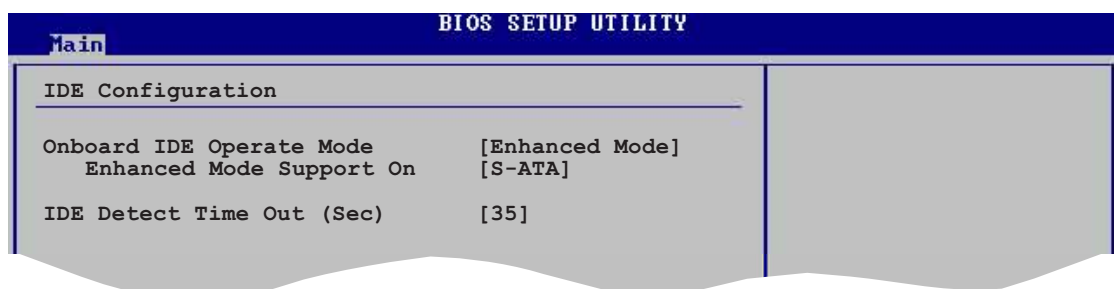 BIOS SETUP UTILITY
Main
IDE Configuration
Onboard IDE Operate Mode [Enhanced Mode]
Enhanced Mode Support On [S-ATA]
IDE Detect Time Out (Sec) [35]